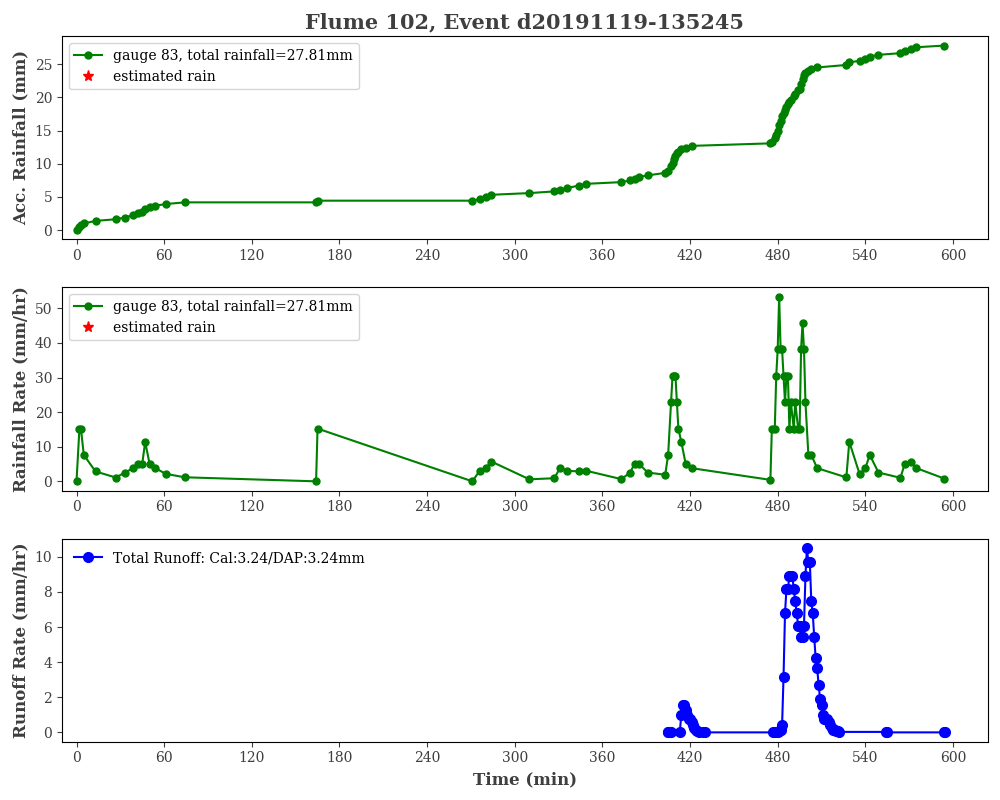 Flume 102, Event d20191119-135245
Acc. Rainfall (mm)
25
20
15
10
5
0
gauge 83, total rainfall=27.81mm
estimated rain
0 60 120 180 240 300 360 420 480 540 600
Rainfall Rate (mm/hr)
50
40
30
20
10
0
gauge 83, total rainfall=27.81mm
estimated rain
0 60 120 180 240 300 360 420 480 540 600
Runoff Rate (mm/hr)
10
8
6
4
2
0
Total Runoff: Cal:3.24/DAP:3.24mm
0 60 120 180 240 300 360 420 480 540 600
Time (min)